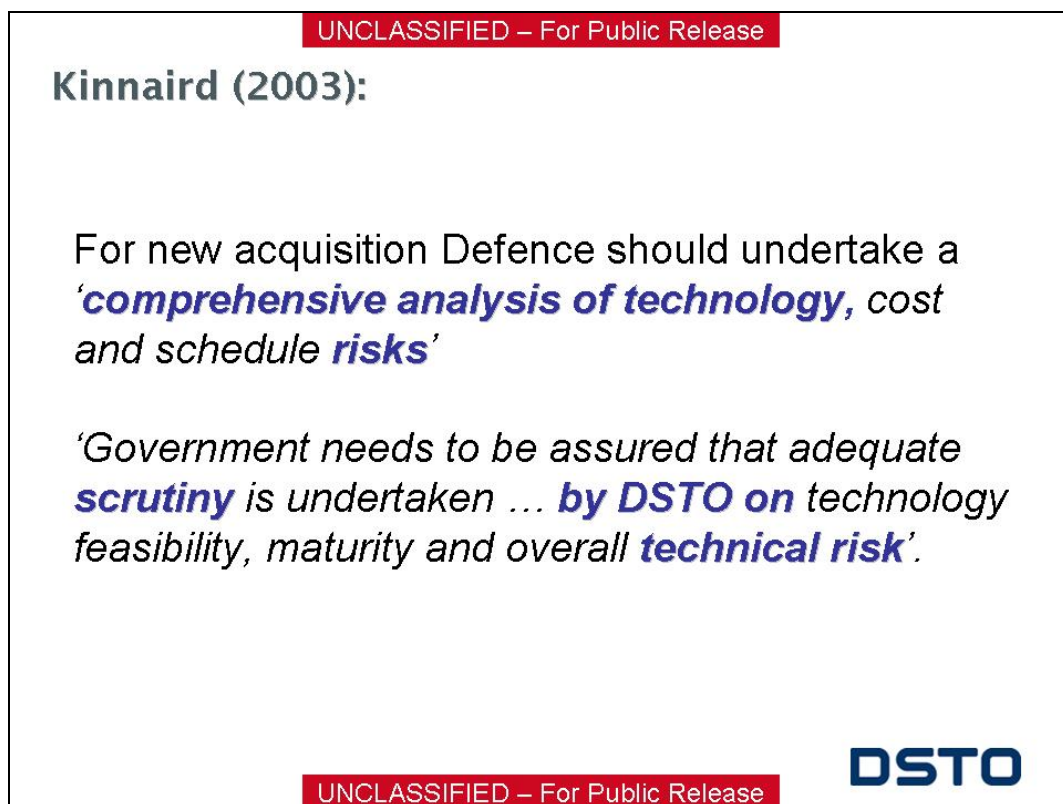 UNCLASSIFIED – For Public Release
Kinnaird (2003):
For new acquisition Defence should undertake a
‘comprehensive analysis of technology, cost
and schedule risks’
‘Government needs to be assured that adequate
scrutiny is undertaken … by DSTO on technology
feasibility, maturity and overall technical risk’.
DSTO
UNCLASSIFIED – For Public Release